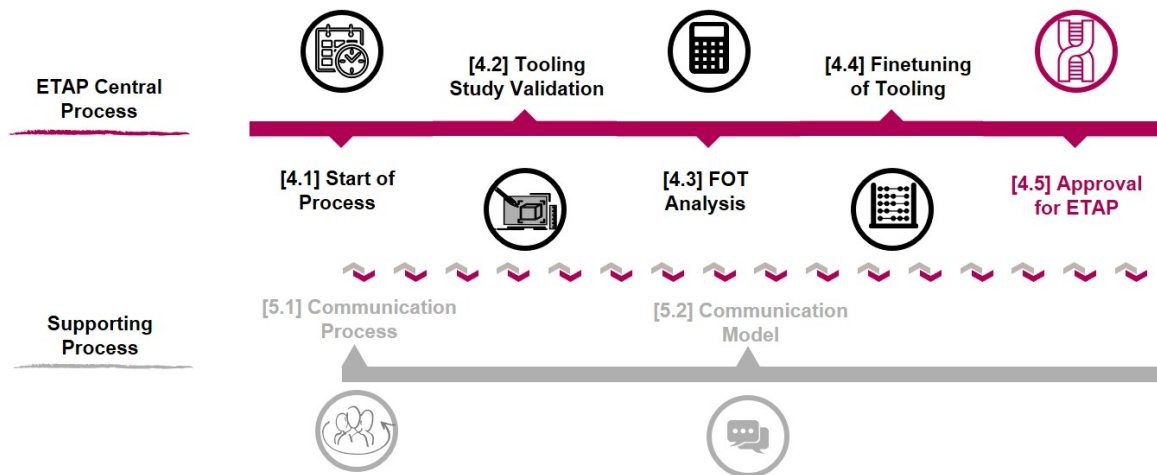 [4.2] Tooling
Study Validation
[4.4] Finetuning
of Tooling
ETAP Central
Process
[4.1] Start of
Process
[4.3] FOT
Analysis
[4.5] Approval
for ETAP
[5.1] Communication
Process
[5.2] Communication
Model
Supporting
Process